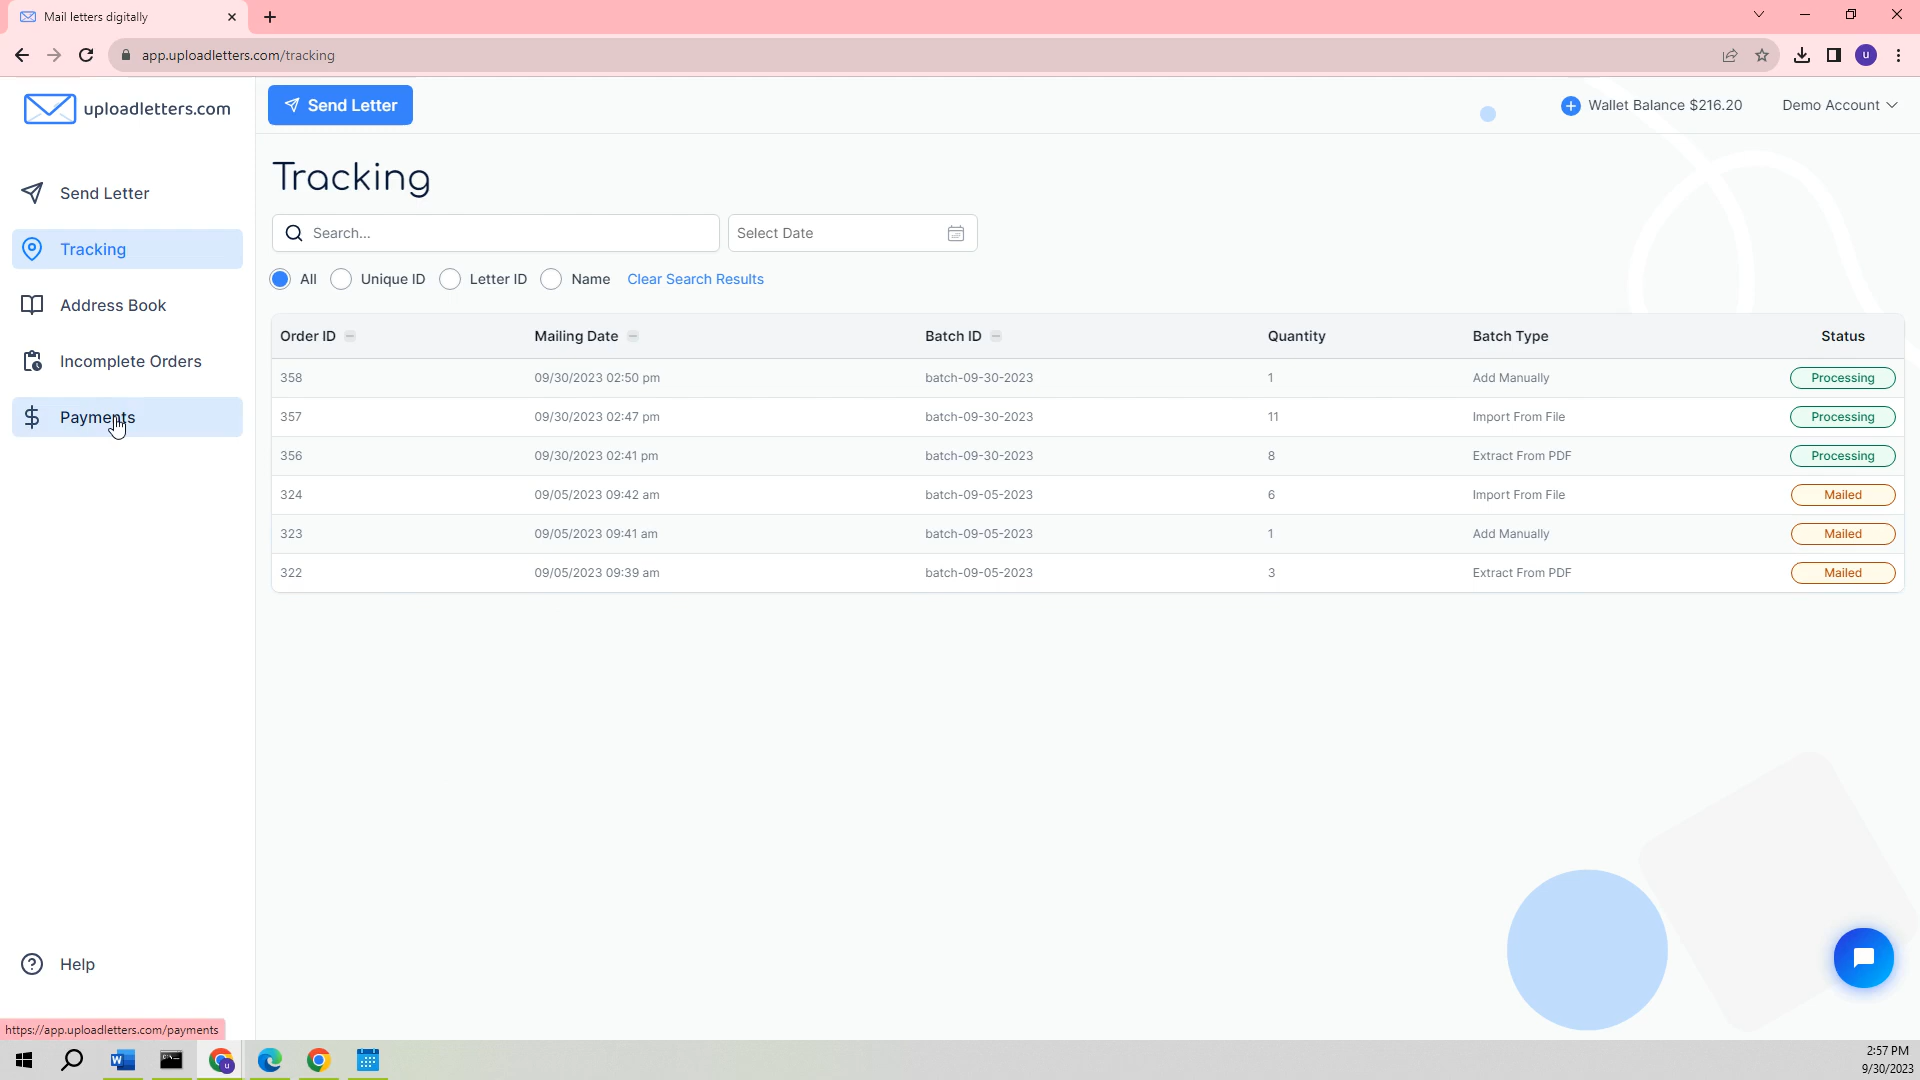 Mail letters digitally
app.uploadletters.com/tracking
u
uploadletters.com
Send Letter
Wallet Balance $216.20
Demo Account
Send Letter
Tracking
Address Book
Incomplete Orders
Payments
Help
Tracking
Search...
Select Date
All Unique ID Letter ID Name Clear Search Results
Order ID Mailing Date Batch ID Quantity Batch Type Status
358 09/30/2023 02:50 pm batch-09-30-2023 1 Add Manually Processing
357 09/30/2023 02:47 pm batch-09-30-2023 11 Import From File Processing
356 09/30/2023 02:41 pm batch-09-30-2023 8 Extract From PDF Processing
324 09/05/2023 09:42 am batch-09-05-2023 6 Import From File Mailed
323 09/05/2023 09:41 am batch-09-05-2023 1 Add Manually Mailed
322 09/05/2023 09:39 am batch-09-05-2023 3 Extract From PDF Mailed
https://app.uploadletters.com/payments
2:57 PM
9/30/2023